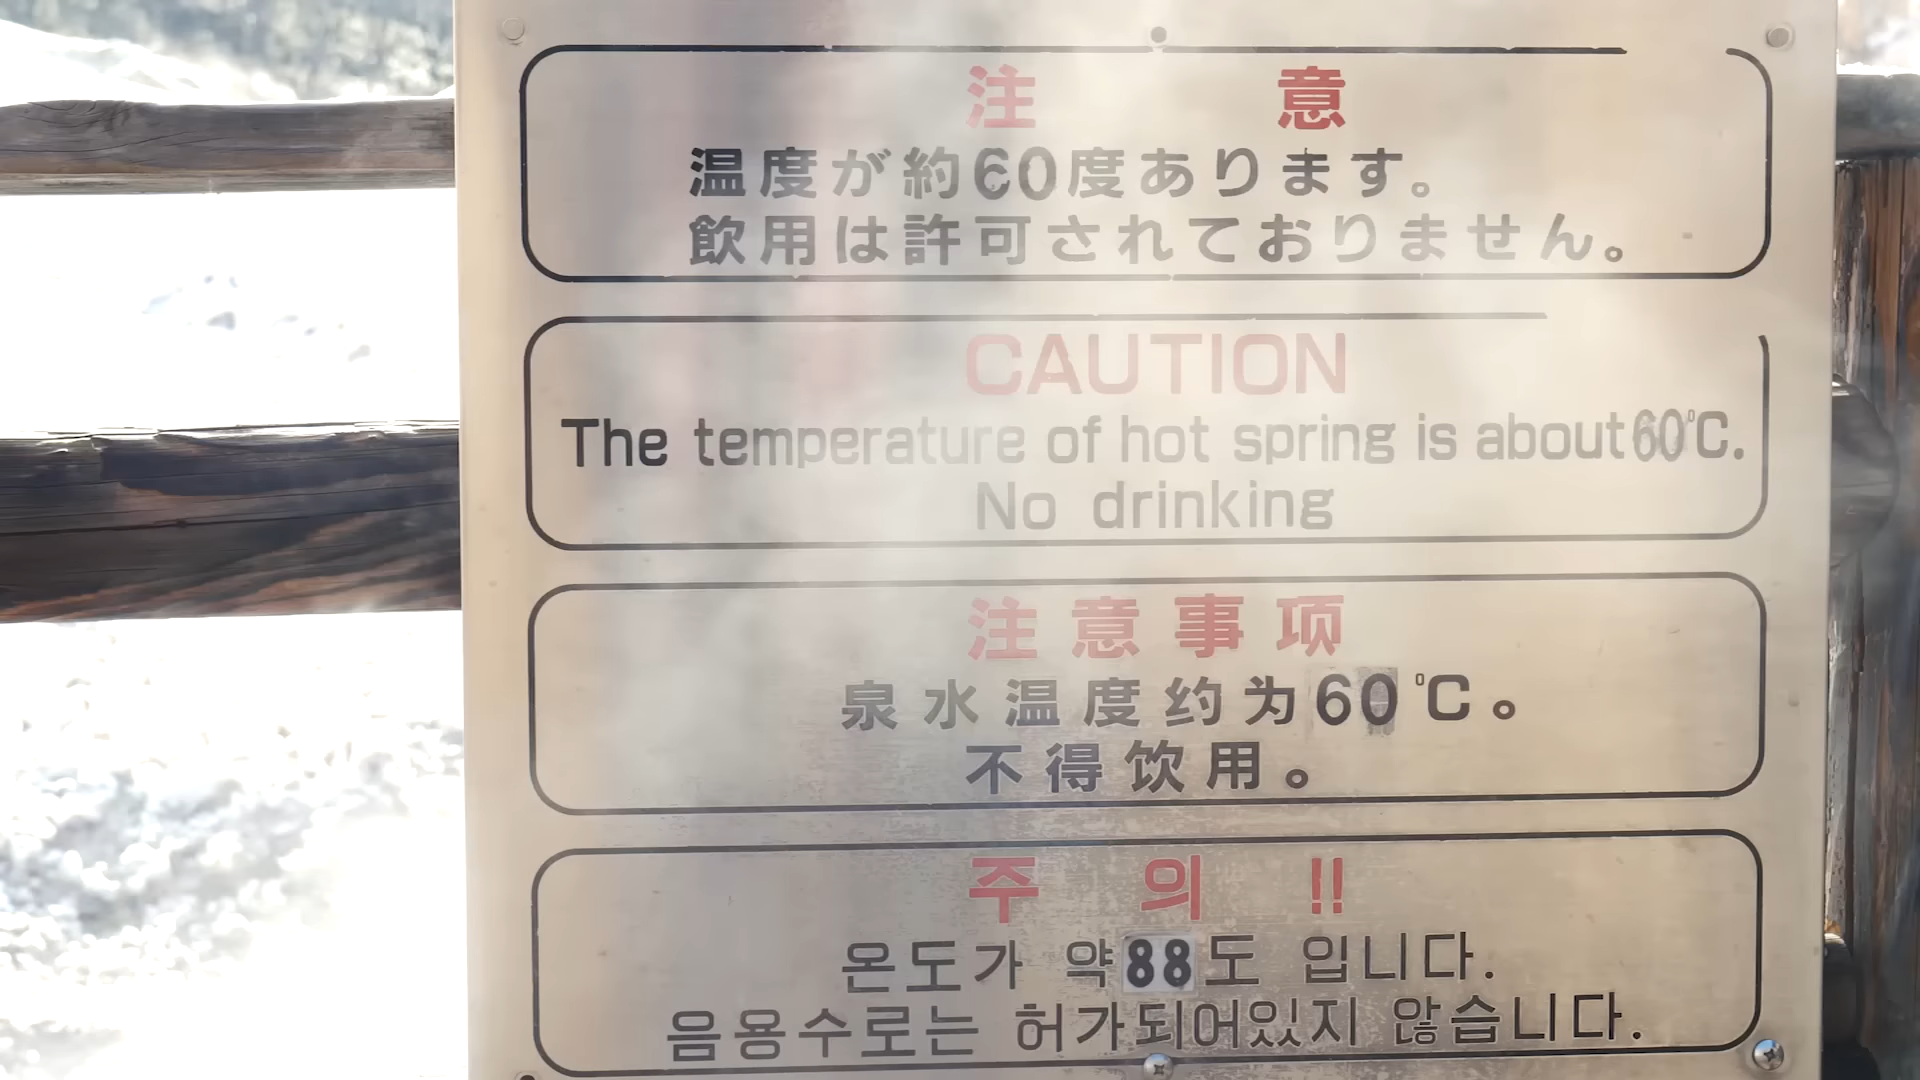 注 意
温度が約60度あります。
飲用は許可されておりません。
CAUTION
The temperature of hot spring is about 60°C.
No drinking
注意事项
泉水温度约为60°C。
不得饮用。
주 의 !!
온도가 약88도 입니다.
음용수로는 허가되어있지 않습니다.